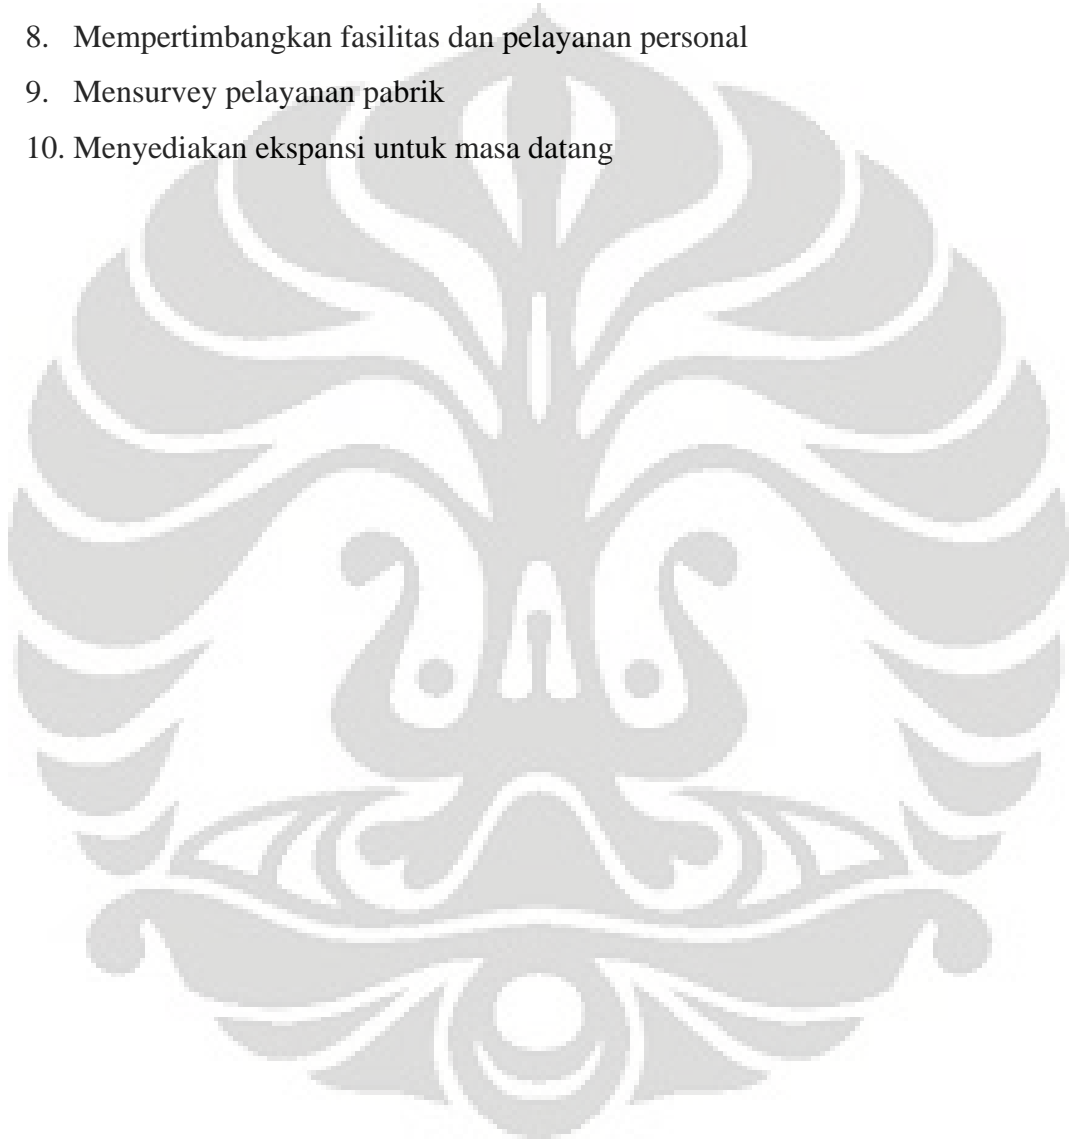 8. Mempertimbangkan fasilitas dan pelayanan personal
9. Mensurvey pelayanan pabrik
10. Menyediakan ekspansi untuk masa datang